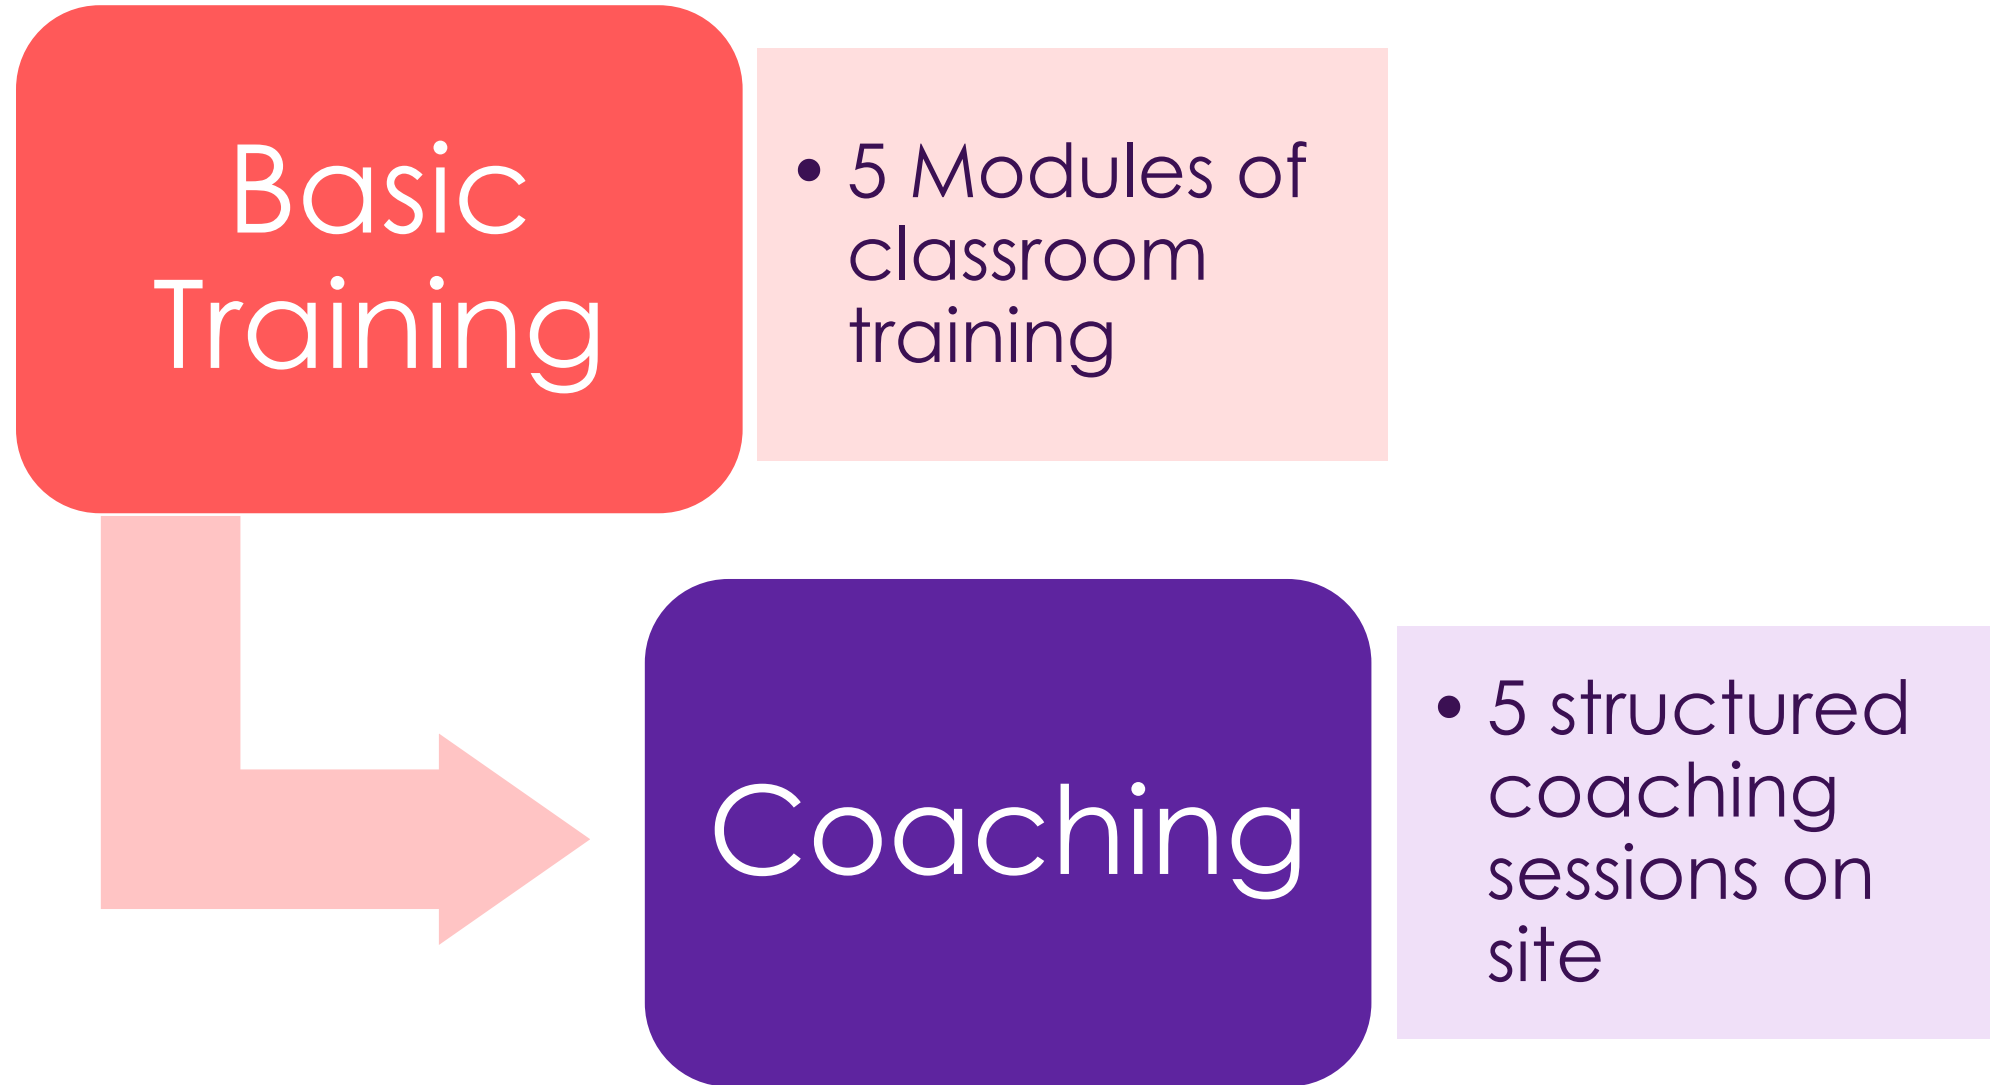 Basic
Training
• 5 Modules of
classroom
training
Coaching
• 5 structured
coaching
sessions on
site